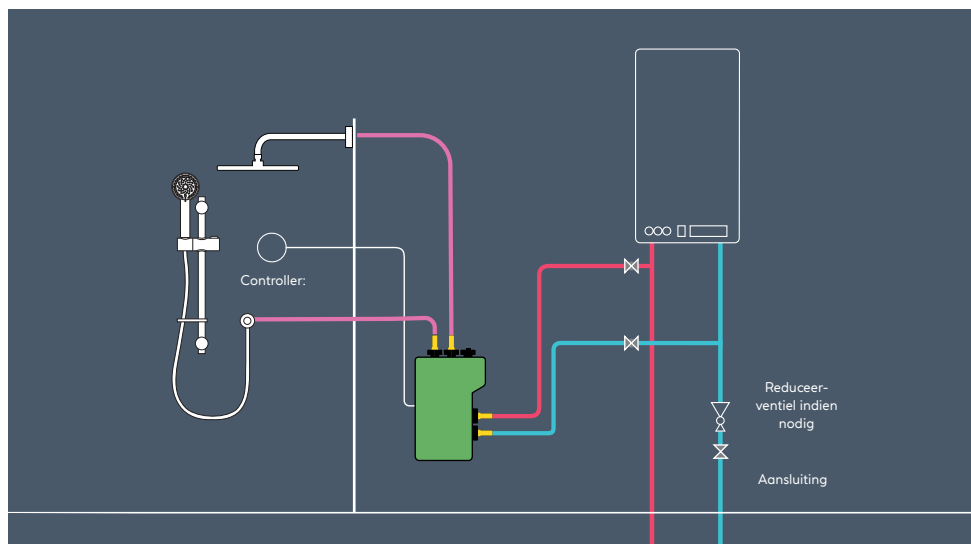 Controller:
Reduceer-
ventiel indien
nodig
Aansluiting